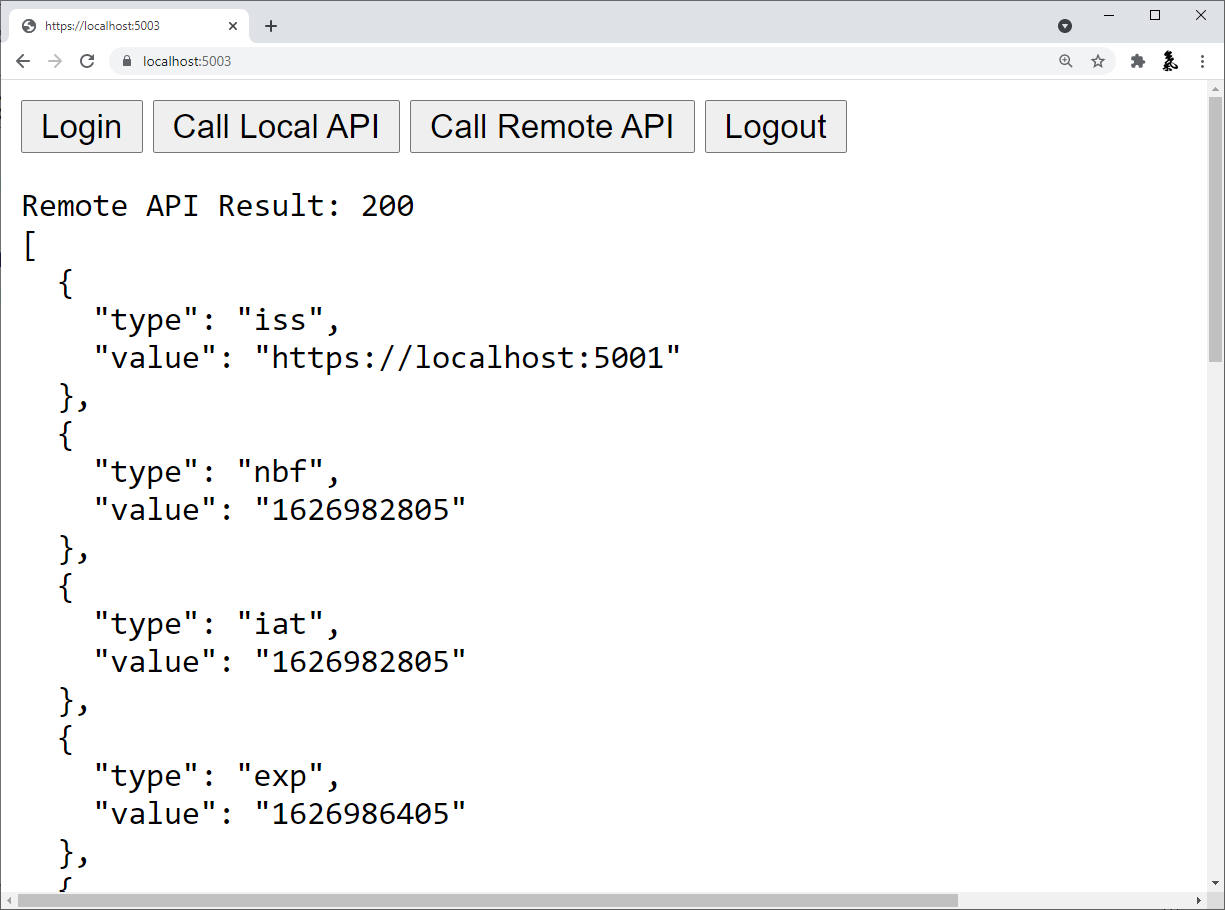 https://localhost:5003
localhost:5003
Login Call Local API Call Remote API Logout
Remote API Result: 200
[
  {
    "type": "iss",
    "value": "https://localhost:5001"
  },
  {
    "type": "nbf",
    "value": "1626982805"
  },
  {
    "type": "iat",
    "value": "1626982805"
  },
  {
    "type": "exp",
    "value": "1626986405"
  },
  {